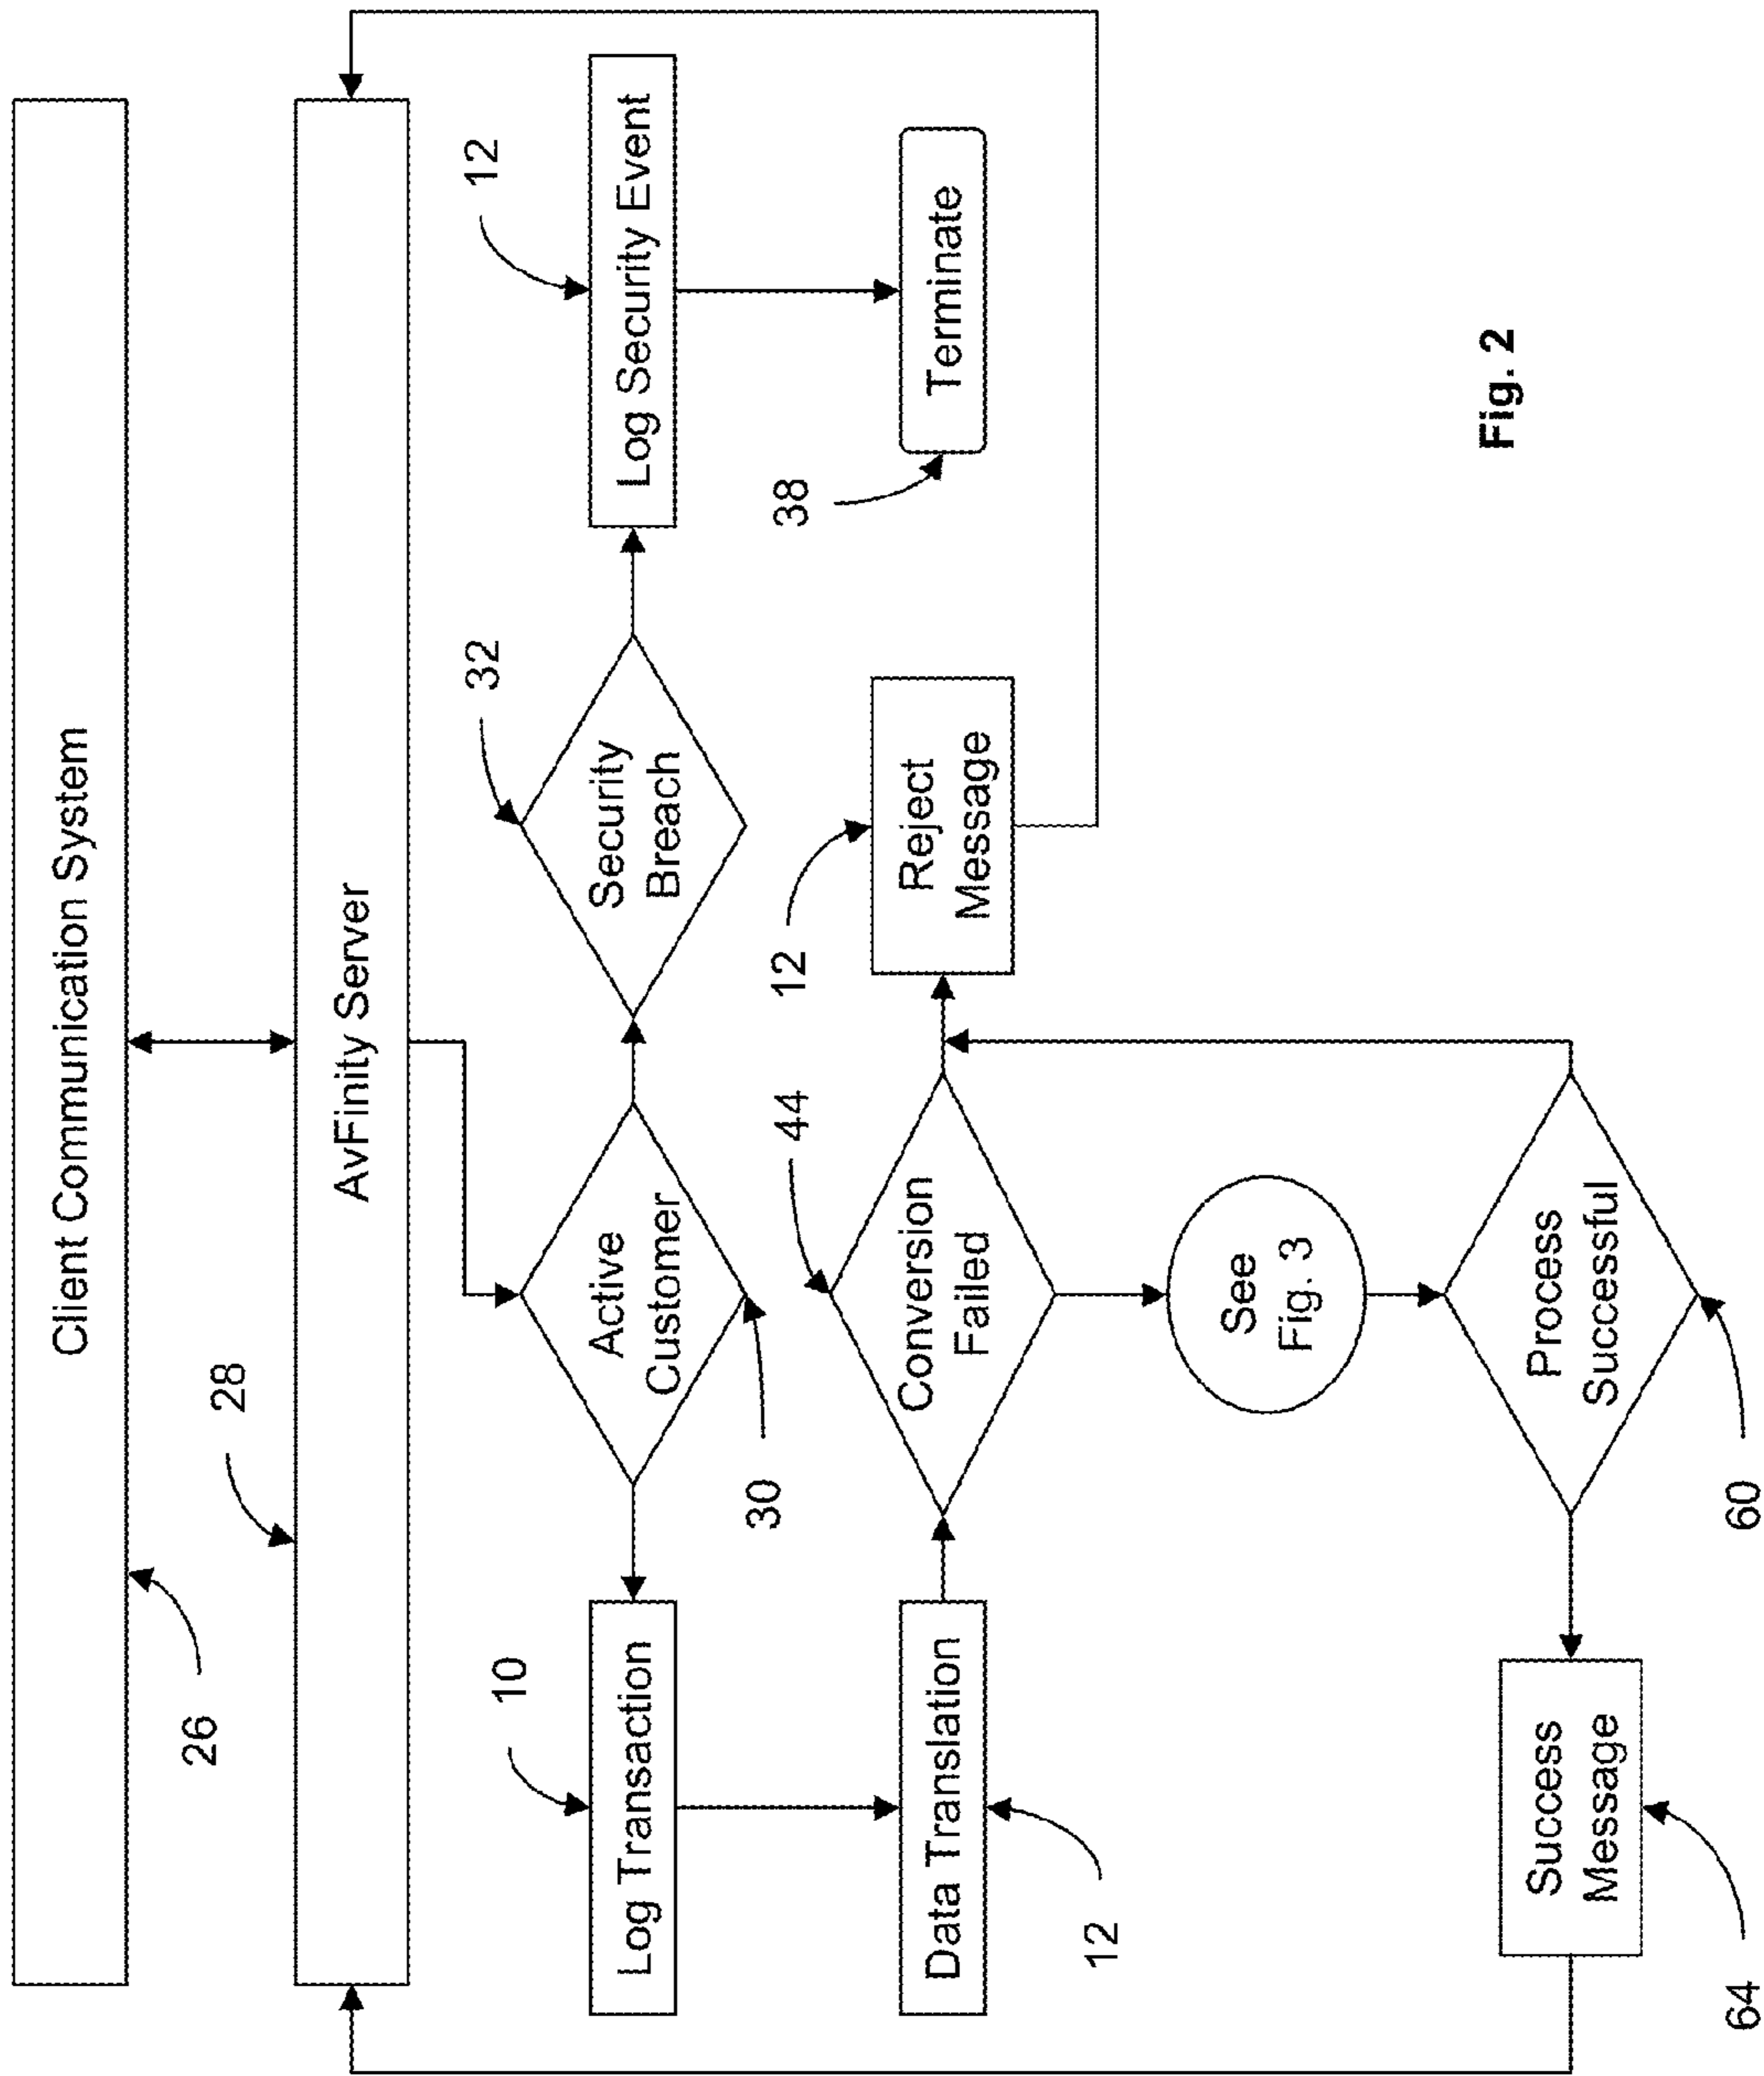 Client Communication System
26
28
AvFinity Server
10
Log Transaction
Active
Customer
30
32
Security
Breach
12
Log Security Event
Data Translation
12
44
Conversion
Failed
12
Reject
Message
38
Terminate
See
Fig. 3
Success
Message
64
Process
Successful
60
Fig. 2